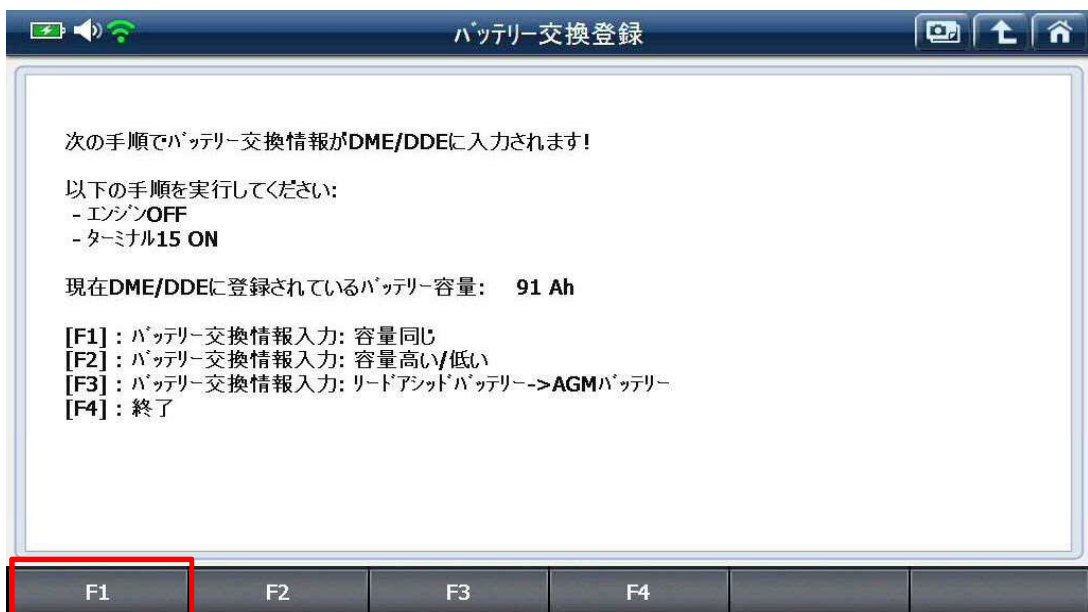 バッテリー交換登録
次の手順でバッテリー交換情報がDME/DDEに入力されます!
以下の手順を実行してください:
- エンジンOFF
- ターミナル15 ON
現在DME/DDEに登録されているバッテリー容量: 91 Ah
[F1] : バッテリー交換情報入力: 容量同じ
[F2] : バッテリー交換情報入力: 容量高い/低い
[F3] : バッテリー交換情報入力: リードアシッドバッテリー->AGMバッテリー
[F4] : 終了
F1 F2 F3 F4